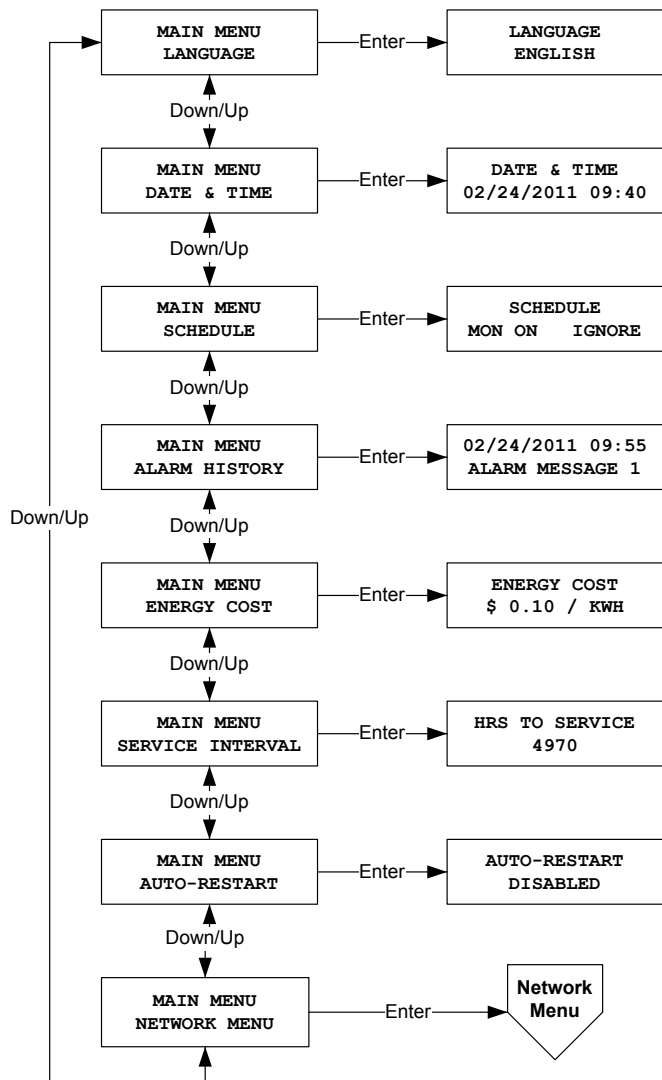 MAIN MENU
LANGUAGE
Enter
LANGUAGE
ENGLISH
Down/Up
MAIN MENU
DATE & TIME
Enter
DATE & TIME
02/24/2011 09:40
Down/Up
MAIN MENU
SCHEDULE
Enter
SCHEDULE
MON ON IGNORE
Down/Up
MAIN MENU
ALARM HISTORY
Enter
02/24/2011 09:55
ALARM MESSAGE 1
Down/Up
Down/Up
MAIN MENU
ENERGY COST
Enter
ENERGY COST
$ 0.10 / KWH
Down/Up
MAIN MENU
SERVICE INTERVAL
Enter
HRS TO SERVICE
4970
Down/Up
MAIN MENU
AUTO-RESTART
Enter
AUTO-RESTART
DISABLED
Down/Up
MAIN MENU
NETWORK MENU
Enter
Network
Menu